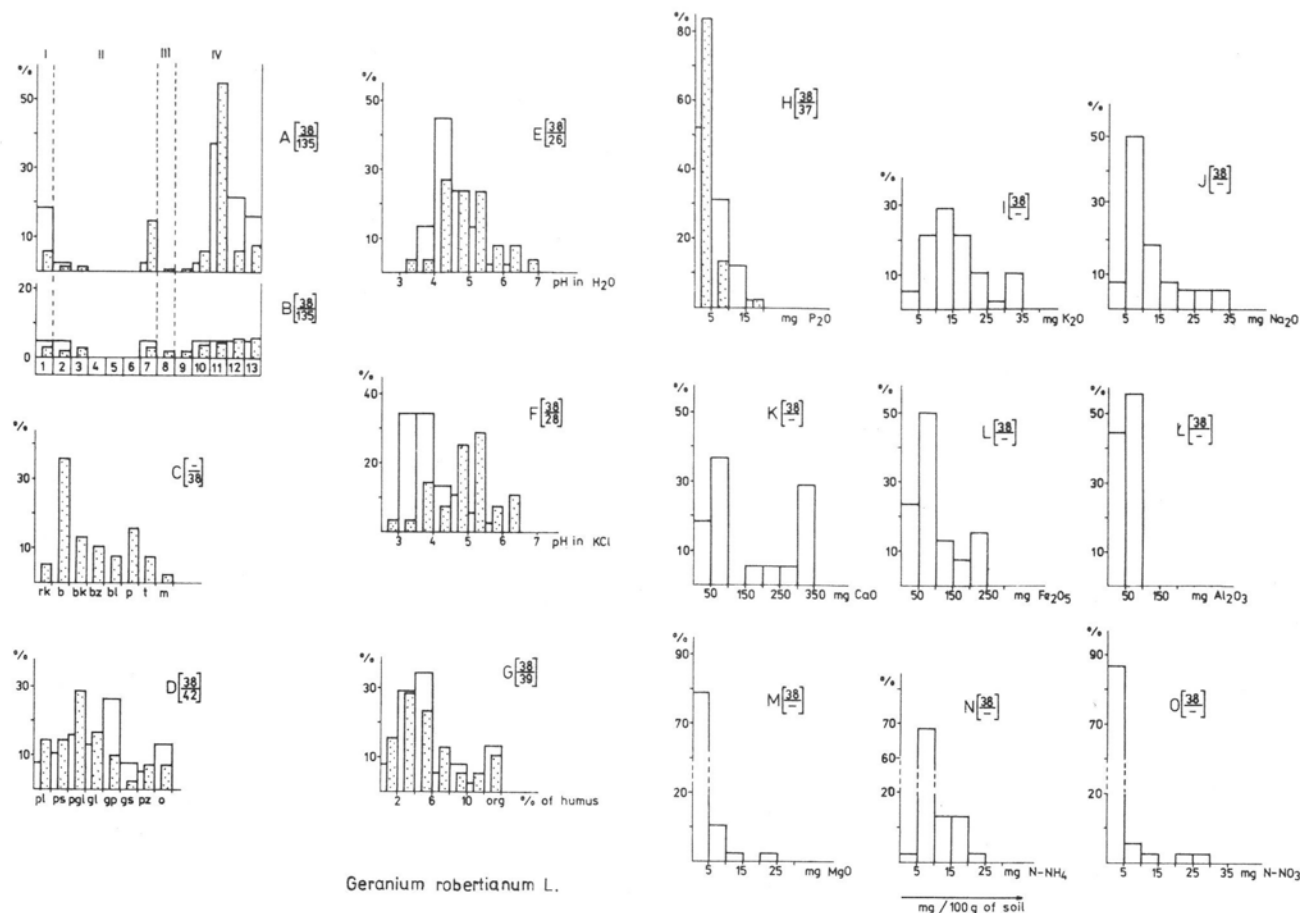 I II III IV
%
50
30
10
A [38/135]
20
0
B [38/135]
1 2 3 4 5 6 7 8 9 10 11 12 13
%
30
10
C [-/38]
rk b bk bz bl p t m
%
30
10
D [38/42]
pl ps pgl gl gp gs pz o
%
50
30
10
E [38/26]
3 4 5 6 7 pH in H2O
%
40
20
F [38/28]
3 4 5 6 7 pH in KCl
%
30
10
G [38/39]
2 6 10 org % of humus
%
80
60
40
20
H [38/37]
5 15 mg P2O
%
30
10
I [38/-]
5 15 25 35 mg K2O
%
50
30
10
J [38/-]
5 15 25 35 mg Na2O
%
50
30
10
K [38/-]
50 150 250 350 mg CaO
%
50
30
10
L [38/-]
50 150 250 mg Fe2O5
%
50
30
10
Ł [38/-]
50 150 mg Al2O3
%
90
70
20
M [38/-]
5 15 25 mg MgO
%
70
60
20
N [38/-]
5 15 25 mg N-NH4
%
90
70
20
O [38/-]
5 15 25 35 mg N-NO3
Geranium robertianum L.
mg/100g of soil